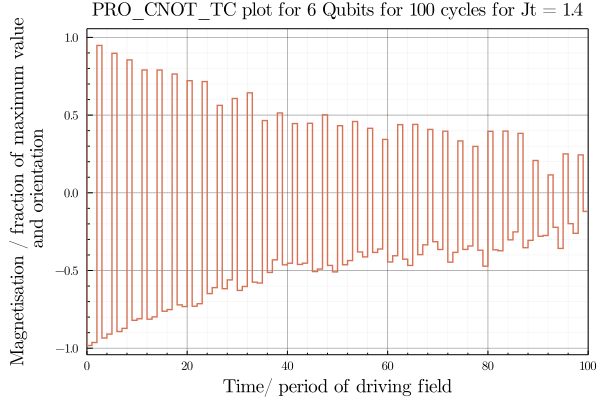 PRO_CNOT_TC plot for 6 Qubits for 100 cycles for Jt = 1.4
Magnetisation / fraction of maximum value
and orientation
1.0
0.5
0.0
−0.5
−1.0
0 20 40 60 80 100
Time/ period of driving field